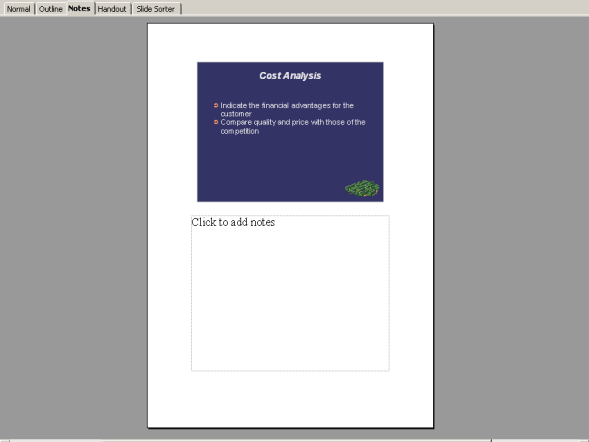 Normal Outline Notes Handout Slide Sorter
Cost Analysis
Indicate the financial advantages for the
customer
Compare quality and price with those of the
competition
Click to add notes